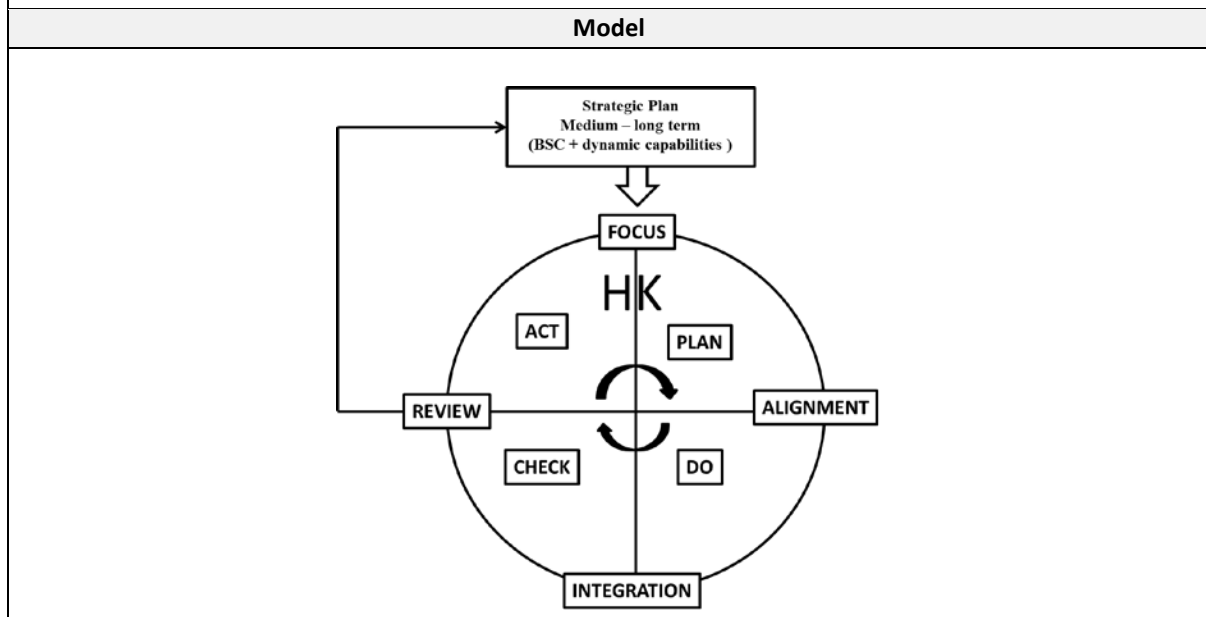 Model
Strategic Plan
Medium – long term
(BSC + dynamic capabilities )
FOCUS
HK
ACT
PLAN
REVIEW
ALIGNMENT
CHECK
DO
INTEGRATION